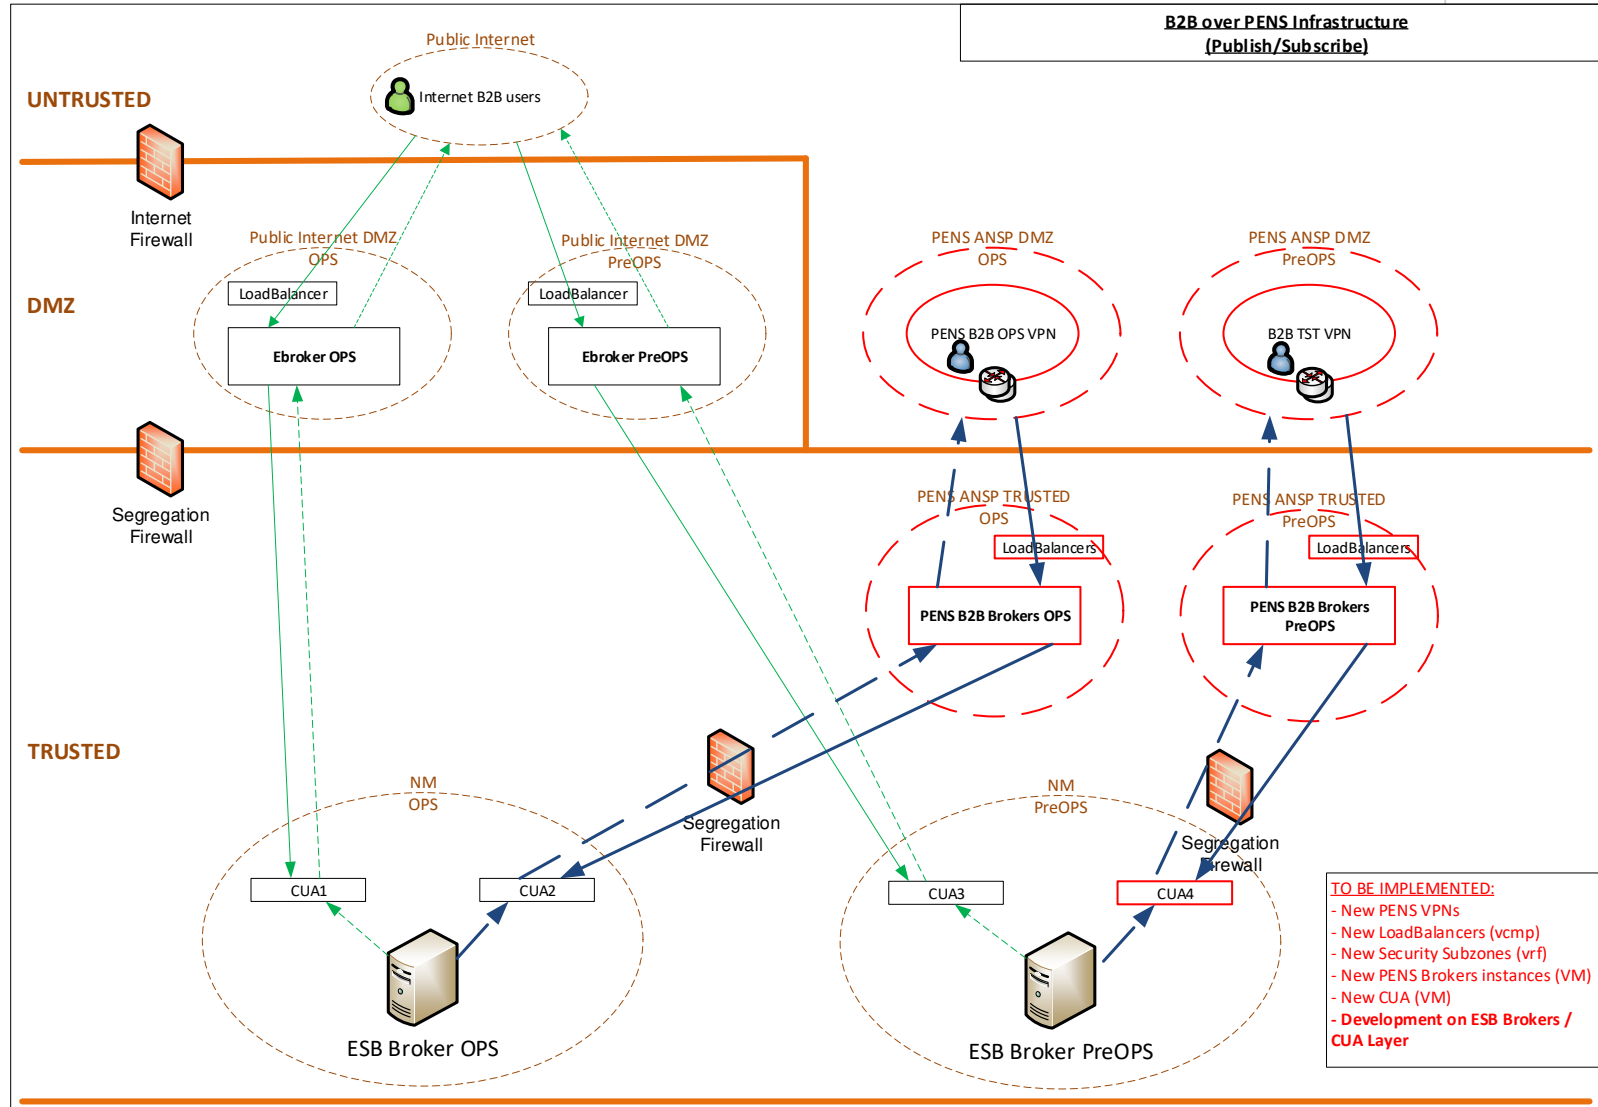 B2B over PENS Infrastructure
(Publish/Subscribe)
Public Internet
Internet B2B users
UNTRUSTED
Internet
Firewall
Public Internet DMZ
OPS
LoadBalancer
Ebroker OPS
Public Internet DMZ
PreOPS
LoadBalancer
Ebroker PreOPS
PENS ANSP DMZ
OPS
PENS B2B OPS VPN
PENS ANSP DMZ
PreOPS
B2B TST VPN
DMZ
Segregation
Firewall
PENS ANSP TRUSTED
OPS
LoadBalancers
PENS B2B Brokers OPS
PENS ANSP TRUSTED
PreOPS
LoadBalancers
PENS B2B Brokers
PreOPS
TRUSTED
NM
OPS
Segregation
Firewall
NM
PreOPS
Segregation
Firewall
CUA1
CUA2
CUA3
CUA4
ESB Broker OPS
ESB Broker PreOPS
TO BE IMPLEMENTED:
- New PENS VPNs
- New LoadBalancers (vcmp)
- New Security Subzones (vrf)
- New PENS Brokers instances (VM)
- New CUA (VM)
- Development on ESB Brokers /
CUA Layer